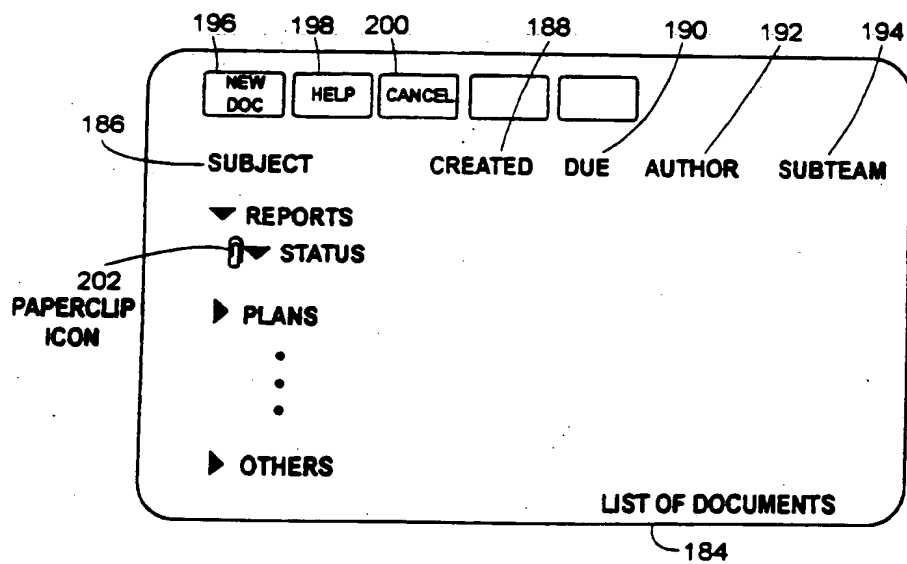 196 198 200 188 190 192 194
NEW DOC HELP CANCEL
186
SUBJECT CREATED DUE AUTHOR SUBTEAM
REPORTS
STATUS
202
PAPERCLIP
ICON
PLANS
OTHERS
LIST OF DOCUMENTS
184